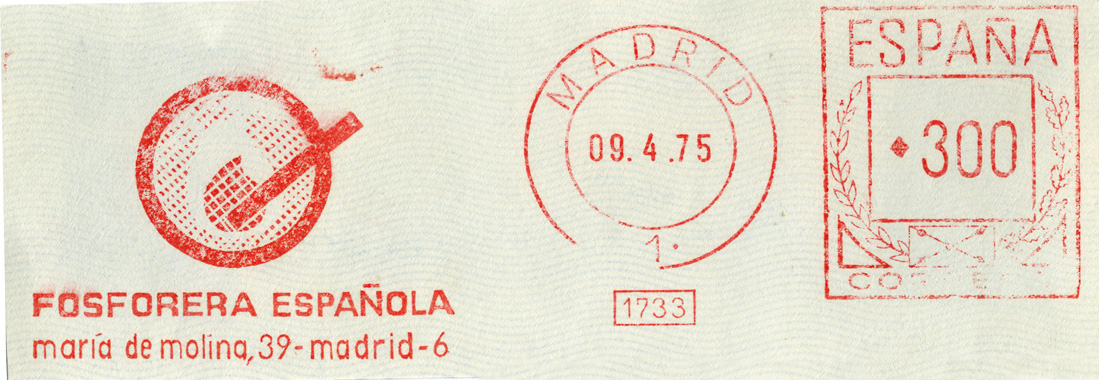 FOSFORERA ESPAÑOLA
maría de molina, 39-madrid-6
MADRID
09.4.75
1.
1733
ESPAÑA
♦300